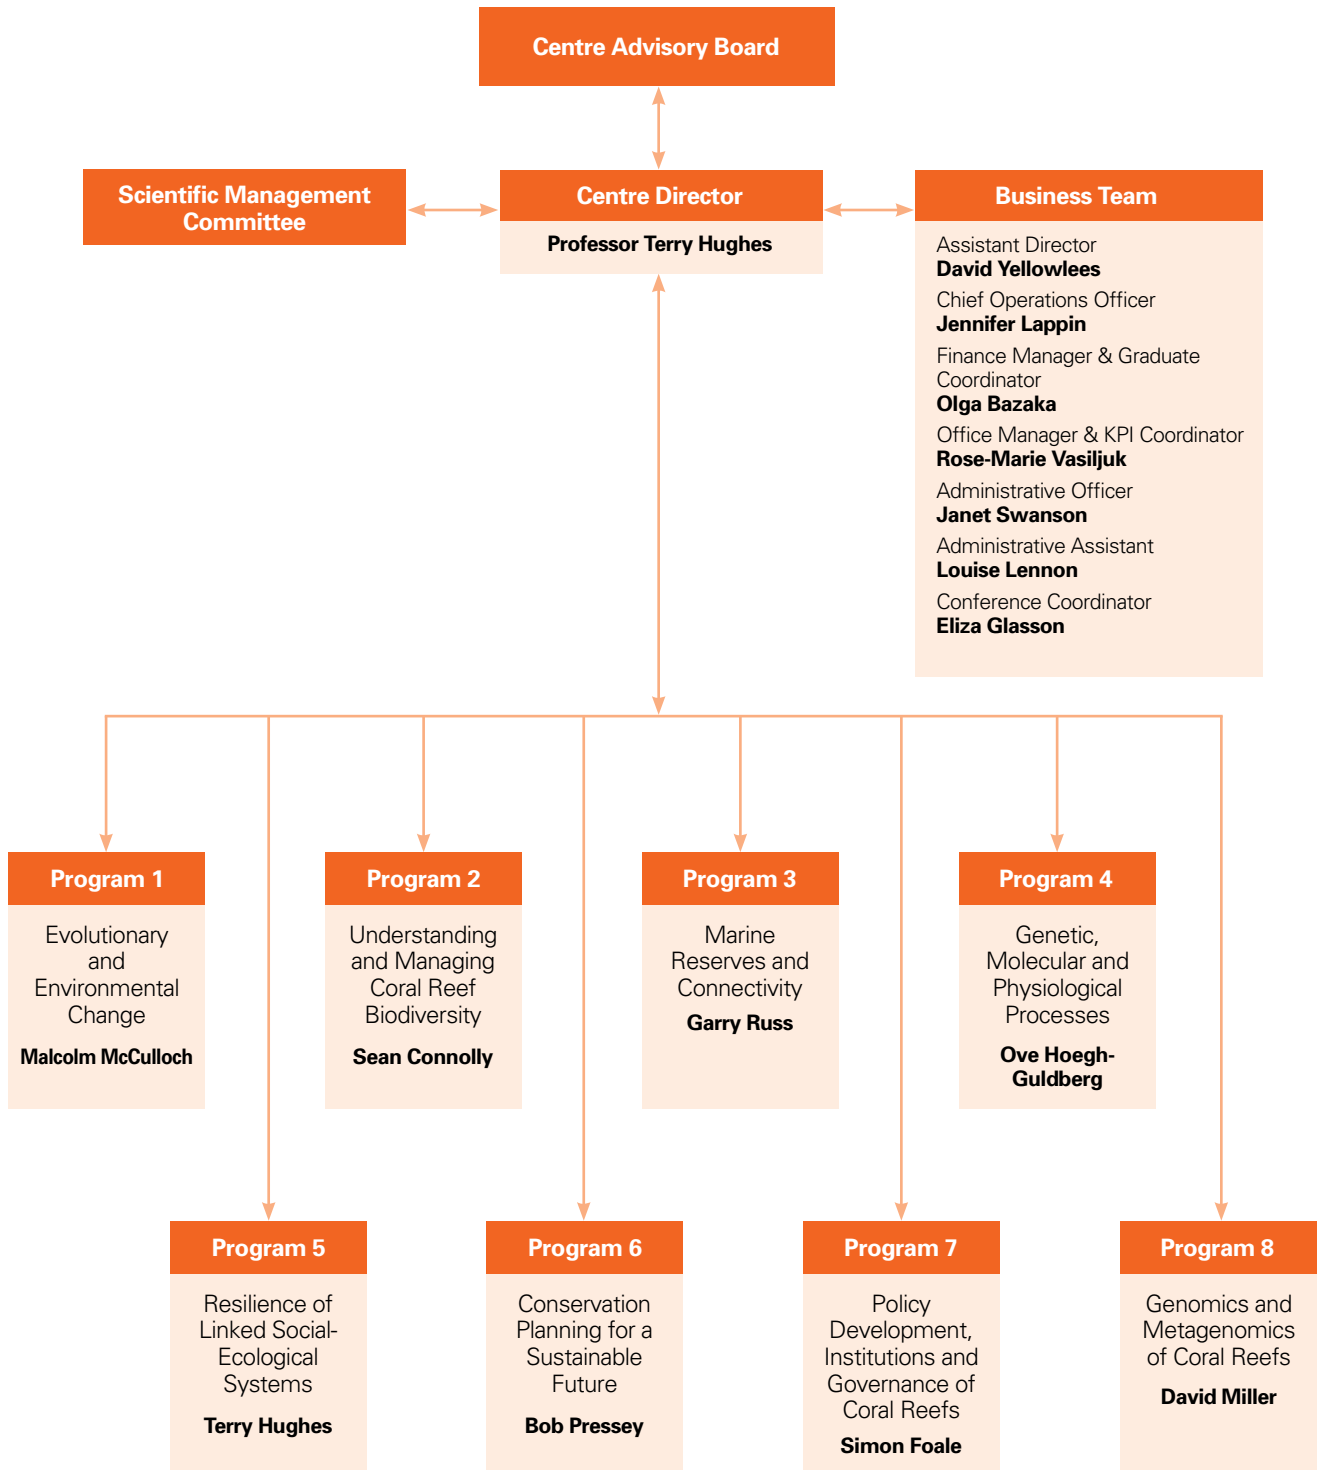 Centre Advisory Board
Scientific Management
Committee
Centre Director
Professor Terry Hughes
Business Team
Assistant Director
David Yellowlees
Chief Operations Officer
Jennifer Lappin
Finance Manager & Graduate
Coordinator
Olga Bazaka
Office Manager & KPI Coordinator
Rose-Marie Vasiljuk
Administrative Officer
Janet Swanson
Administrative Assistant
Louise Lennon
Conference Coordinator
Eliza Glasson
Program 1
Evolutionary
and
Environmental
Change
Malcolm McCulloch
Program 2
Understanding
and Managing
Coral Reef
Biodiversity
Sean Connolly
Program 3
Marine
Reserves and
Connectivity
Garry Russ
Program 4
Genetic,
Molecular and
Physiological
Processes
Ove Hoegh-
Guldberg
Program 5
Resilience of
Linked Social-
Ecological
Systems
Terry Hughes
Program 6
Conservation
Planning for a
Sustainable
Future
Bob Pressey
Program 7
Policy
Development,
Institutions and
Governance of
Coral Reefs
Simon Foale
Program 8
Genomics and
Metagenomics
of Coral Reefs
David Miller